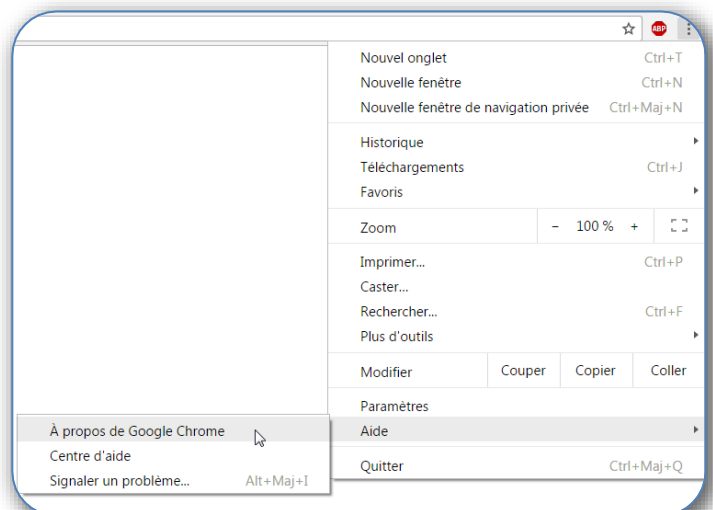 ABP
Nouvel onglet Ctrl+T
Nouvelle fenêtre Ctrl+N
Nouvelle fenêtre de navigation privée Ctrl+Maj+N
Historique
Téléchargements Ctrl+J
Favoris
Zoom - 100 % +
Imprimer... Ctrl+P
Caster...
Rechercher... Ctrl+F
Plus d'outils
Modifier Couper Copier Coller
Paramètres
Aide
Quitter Ctrl+Maj+Q
À propos de Google Chrome
Centre d'aide
Signaler un problème... Alt+Maj+I